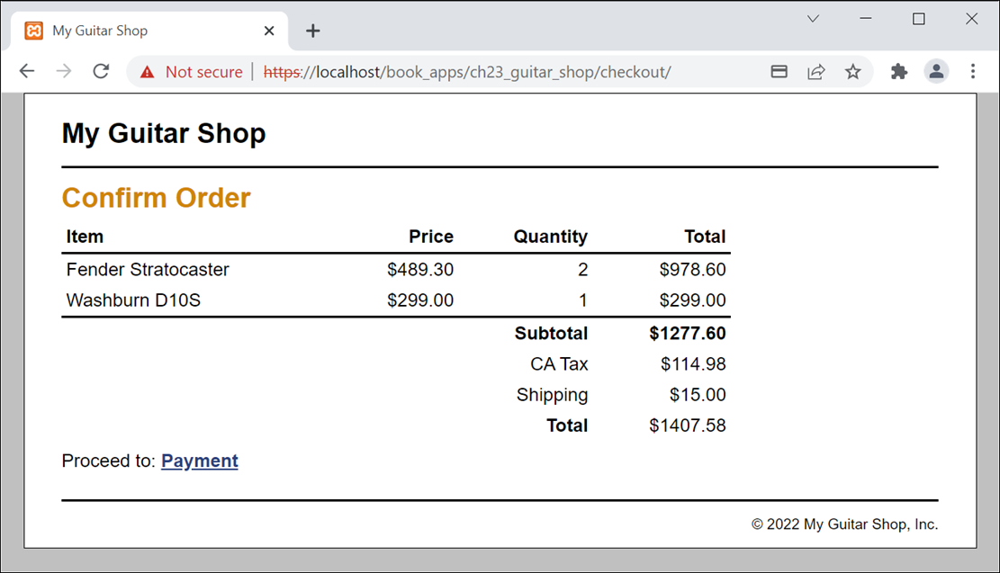 My Guitar Shop
Not secure https://localhost/book_apps/ch23_guitar_shop/checkout/
My Guitar Shop
Confirm Order
Item Price Quantity Total
Fender Stratocaster $489.30 2 $978.60
Washburn D10S $299.00 1 $299.00
Subtotal $1277.60
CA Tax $114.98
Shipping $15.00
Total $1407.58
Proceed to: Payment
© 2022 My Guitar Shop, Inc.